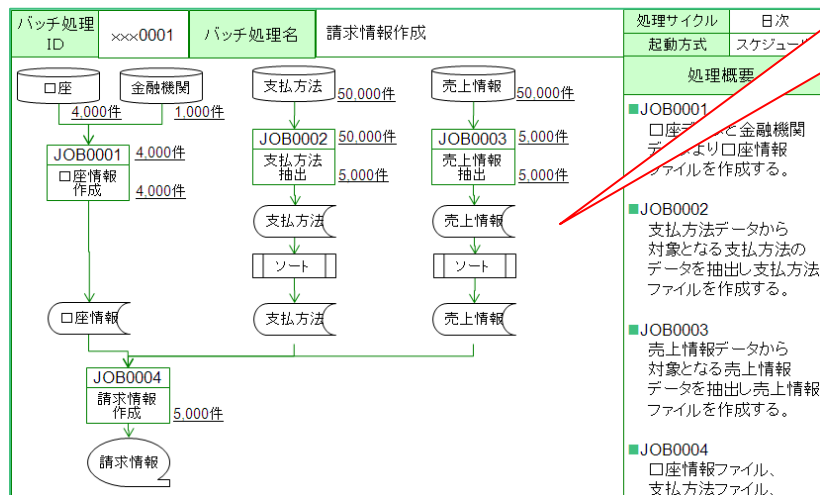 バッチ処理
ID
×××0001
バッチ処理名
請求情報作成
処理サイクル
日次
起動方式
処理概要
口座
金融機関
支払方法
売上情報
4,000件
1,000件
50,000件
50,000件
JOB0001
4,000件
口座情報
作成
4,000件
JOB0002
50,000件
支払方法
抽出
5,000件
JOB0003
5,000件
売上情報
抽出
5,000件
支払方法
売上情報
ソート
ソート
口座情報
支払方法
売上情報
JOB0004
請求情報
作成
5,000件
請求情報
■JOB0001
と金融機関
より口座情報
ファイルを作成する。
■JOB0002
支払方法データから
対象となる支払方法の
データを抽出し支払方法
ファイルを作成する。
■JOB0003
売上情報データから
対象となる売上情報
データを抽出し売上情報
ファイルを作成する。
■JOB0004
口座情報ファイル、
支払方法ファイル、